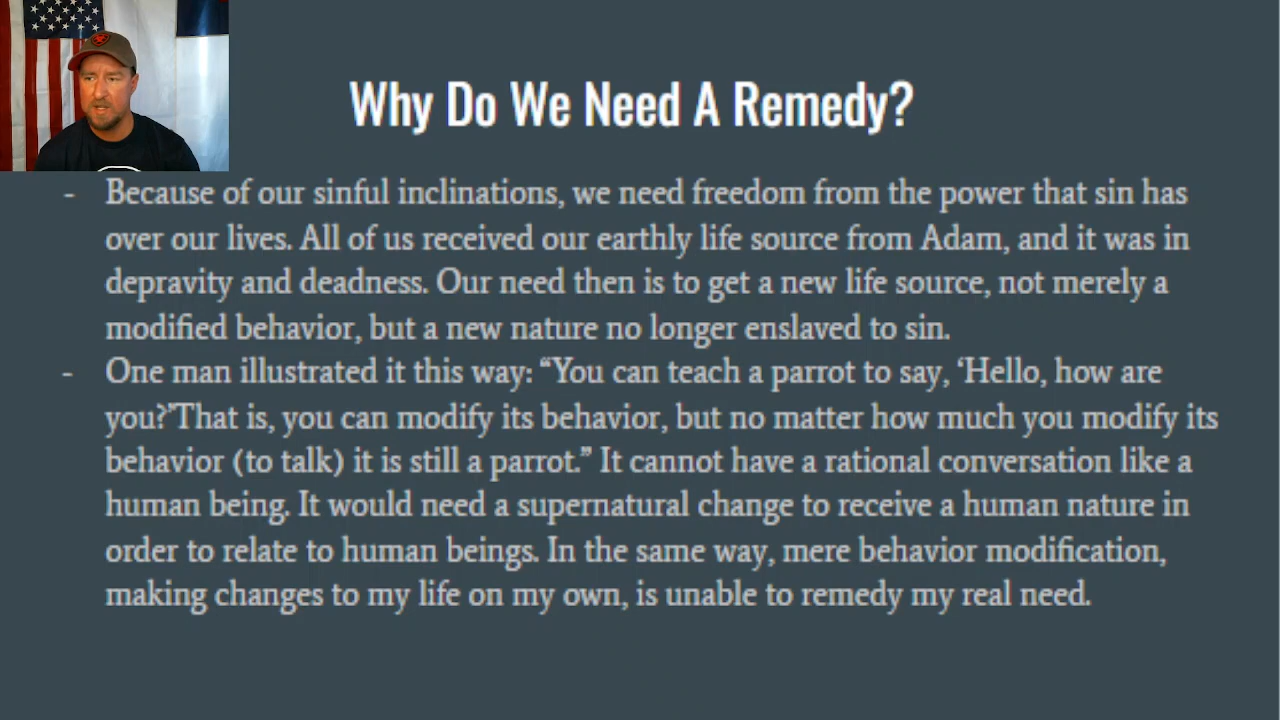 Why Do We Need A Remedy?
- Because of our sinful inclinations, we need freedom from the power that sin has
over our lives. All of us received our earthly life source from Adam, and it was in
depravity and deadness. Our need then is to get a new life source, not merely a
modified behavior, but a new nature no longer enslaved to sin.
- One man illustrated it this way: “You can teach a parrot to say, ‘Hello, how are
you?’That is, you can modify its behavior, but no matter how much you modify its
behavior (to talk) it is still a parrot.” It cannot have a rational conversation like a
human being. It would need a supernatural change to receive a human nature in
order to relate to human beings. In the same way, mere behavior modification,
making changes to my life on my own, is unable to remedy my real need.